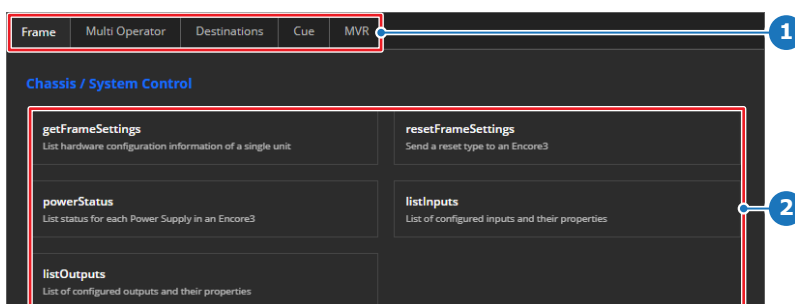 Frame Multi Operator Destinations Cue MVR
1
Chassis / System Control
getFrameSettings
List hardware configuration information of a single unit
resetFrameSettings
Send a reset type to an Encore3
powerStatus
List status for each Power Supply in an Encore3
listInputs
List of configured inputs and their properties
2
listOutputs
List of configured outputs and their properties